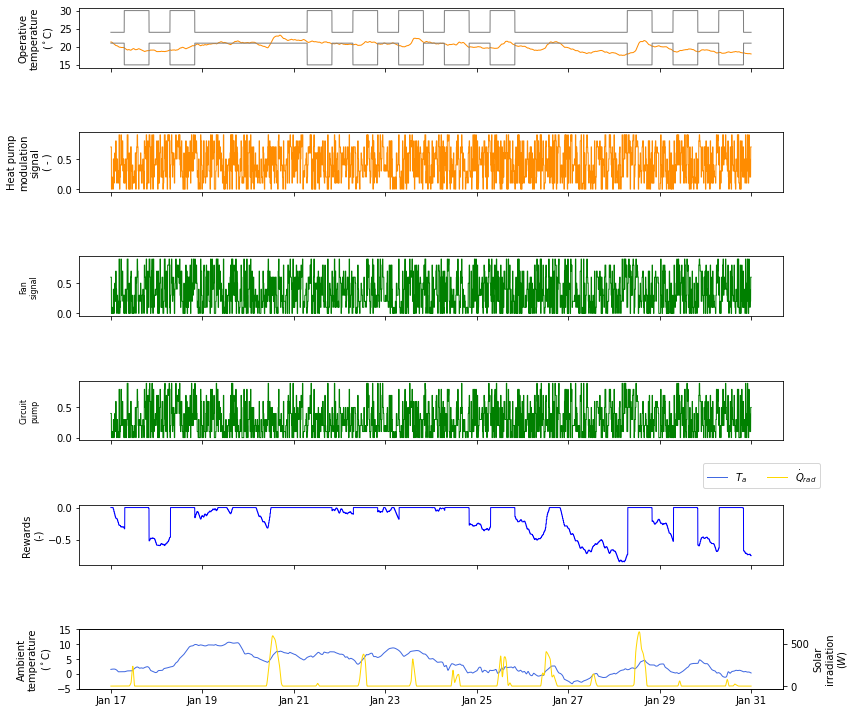 Operative
temperature
(°C)
30
25
20
15
Heat pump
modulation
signal
( - )
0.5
0.0
Fan
signal
0.5
0.0
Circuit
pump
0.5
0.0
T_a
Q̇_rad
Rewards
(-)
0.0
−0.5
Ambient
temperature
(°C)
15
10
5
0
−5
500
0
Solar
irradiation
(W)
Jan 17 Jan 19 Jan 21 Jan 23 Jan 25 Jan 27 Jan 29 Jan 31